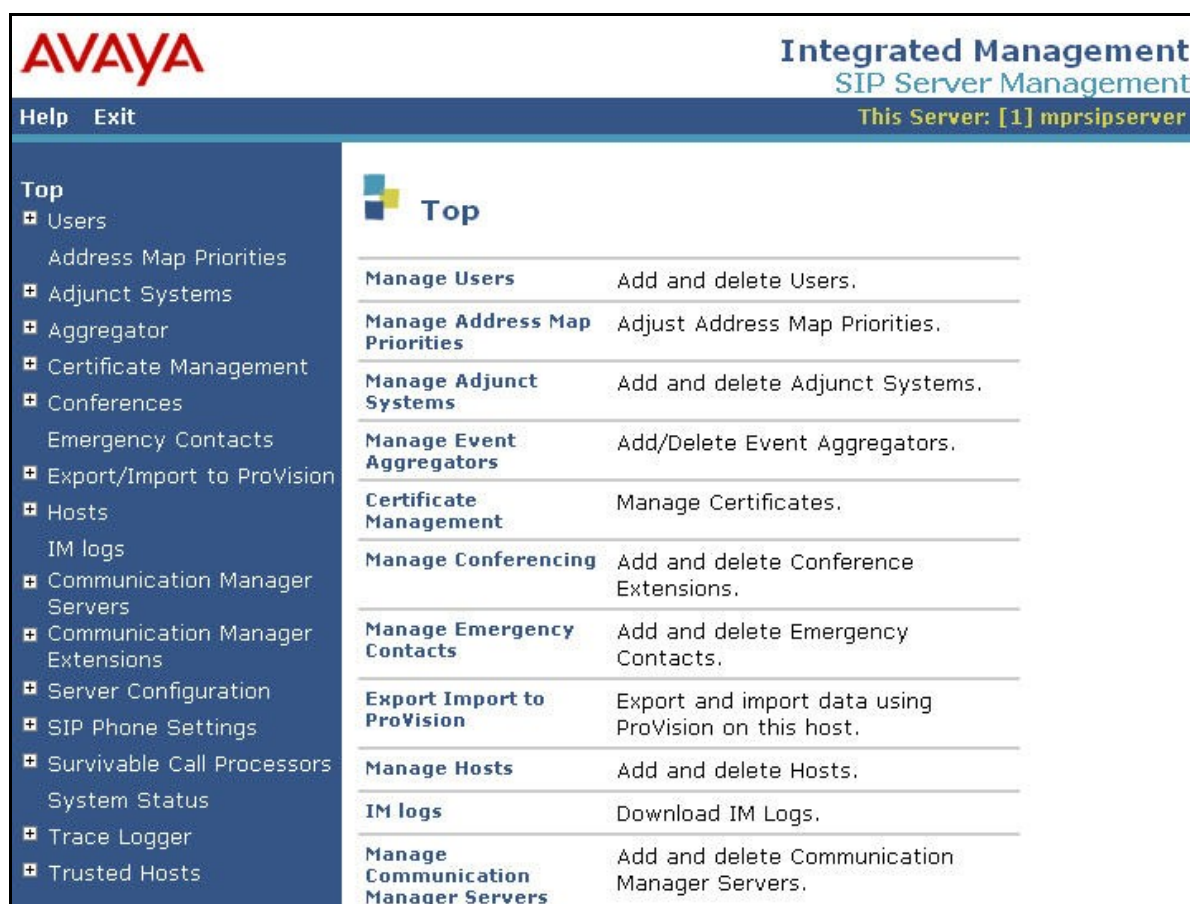 AVAYA
Integrated Management
SIP Server Management
Help Exit
This Server: [1] mprsipserver
Top
Users
Address Map Priorities
Adjunct Systems
Aggregator
Certificate Management
Conferences
Emergency Contacts
Export/Import to ProVision
Hosts
IM logs
Communication Manager
Servers
Communication Manager
Extensions
Server Configuration
SIP Phone Settings
Survivable Call Processors
System Status
Trace Logger
Trusted Hosts
Top
Manage Users
Add and delete Users.
Manage Address Map
Priorities
Adjust Address Map Priorities.
Manage Adjunct
Systems
Add and delete Adjunct Systems.
Manage Event
Aggregators
Add/Delete Event Aggregators.
Certificate
Management
Manage Certificates.
Manage Conferencing
Add and delete Conference
Extensions.
Manage Emergency
Contacts
Add and delete Emergency
Contacts.
Export Import to
ProVision
Export and import data using
ProVision on this host.
Manage Hosts
Add and delete Hosts.
IM logs
Download IM Logs.
Manage
Communication
Manager Servers
Add and delete Communication
Manager Servers.